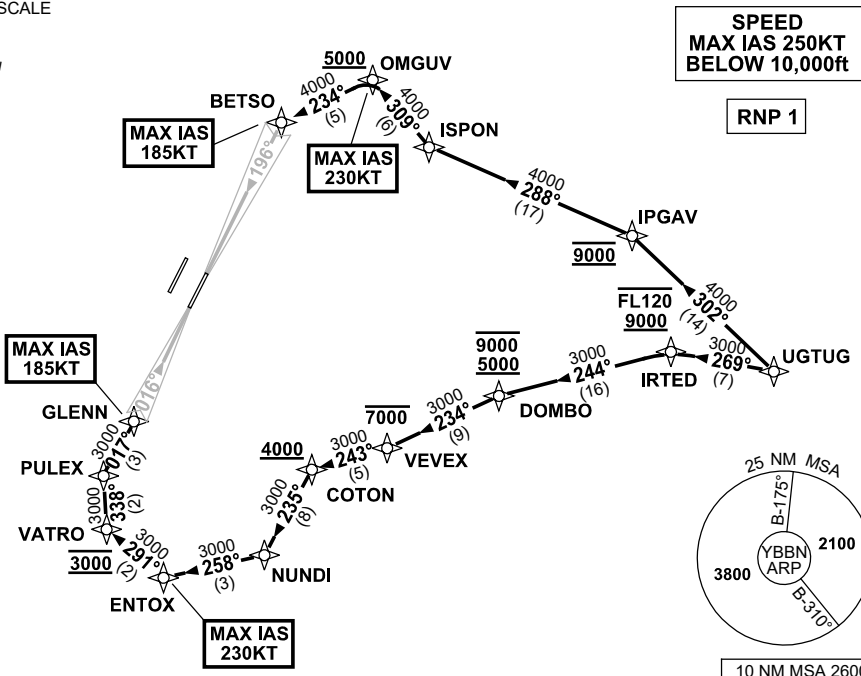 SCALE
SPEED
MAX IAS 250KT
BELOW 10,000ft
RNP 1
5000
OMGUV
4000
234°
(5)
BETSO
MAX IAS
185KT
4000
309°
(6)
ISPON
MAX IAS
230KT
196°
4000
288°
(17)
IPGAV
9000
4000
302°
(14)
FL120
9000
3000
269°
(7)
UGTUG
IRTED
9000
5000
3000
244°
(16)
DOMBO
MAX IAS
185KT
016°
GLENN
7000
3000
234°
(9)
VEVEX
4000
3000
243°
(5)
COTON
3000
017°
(3)
PULEX
3000
338°
(2)
VATRO
3000
235°
(8)
NUNDI
3000
291°
(2)
3000
258°
(3)
ENTOX
MAX IAS
230KT
25 NM MSA
B-175°
2100
YBBN
ARP
3800
B-310°
10 NM MSA 2600